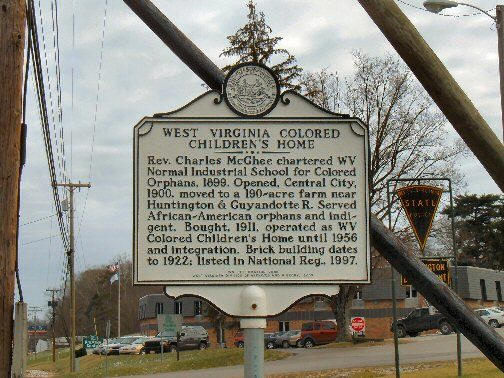 WEST VIRGINIA COLORED
CHILDREN'S HOME
Rev. Charles McGhee chartered WV
Normal Industrial School for Colored
Orphans, 1899. Opened, Central City,
1900, moved to a 190-acre farm near
Huntington & Guyandotte R. Served
African-American orphans and indi-
gent. Bought, 1911, operated as WV
Colored Children's Home until 1956
and integration. Brick building dates
to 1922; listed in National Reg., 1997.
STATE